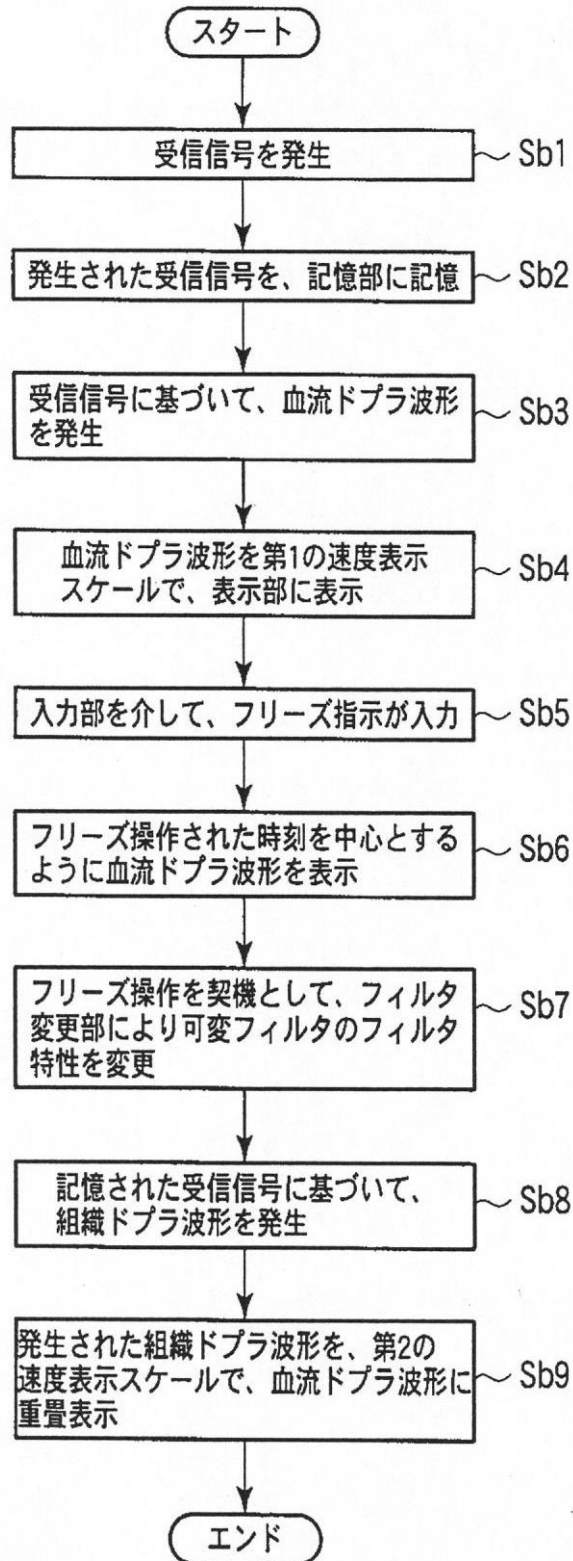 スタート
受信信号を発生
Sb1
発生された受信信号を、記憶部に記憶
Sb2
受信信号に基づいて、血流ドプラ波形
を発生
Sb3
血流ドプラ波形を第1の速度表示
スケールで、表示部に表示
Sb4
入力部を介して、フリーズ指示が入力
Sb5
フリーズ操作された時刻を中心とする
ように血流ドプラ波形を表示
Sb6
フリーズ操作を契機として、フィルタ
変更部により可変フィルタのフィルタ
特性を変更
Sb7
記憶された受信信号に基づいて、
組織ドプラ波形を発生
Sb8
発生された組織ドプラ波形を、第2の
速度表示スケールで、血流ドプラ波形に
重畳表示
Sb9
エンド